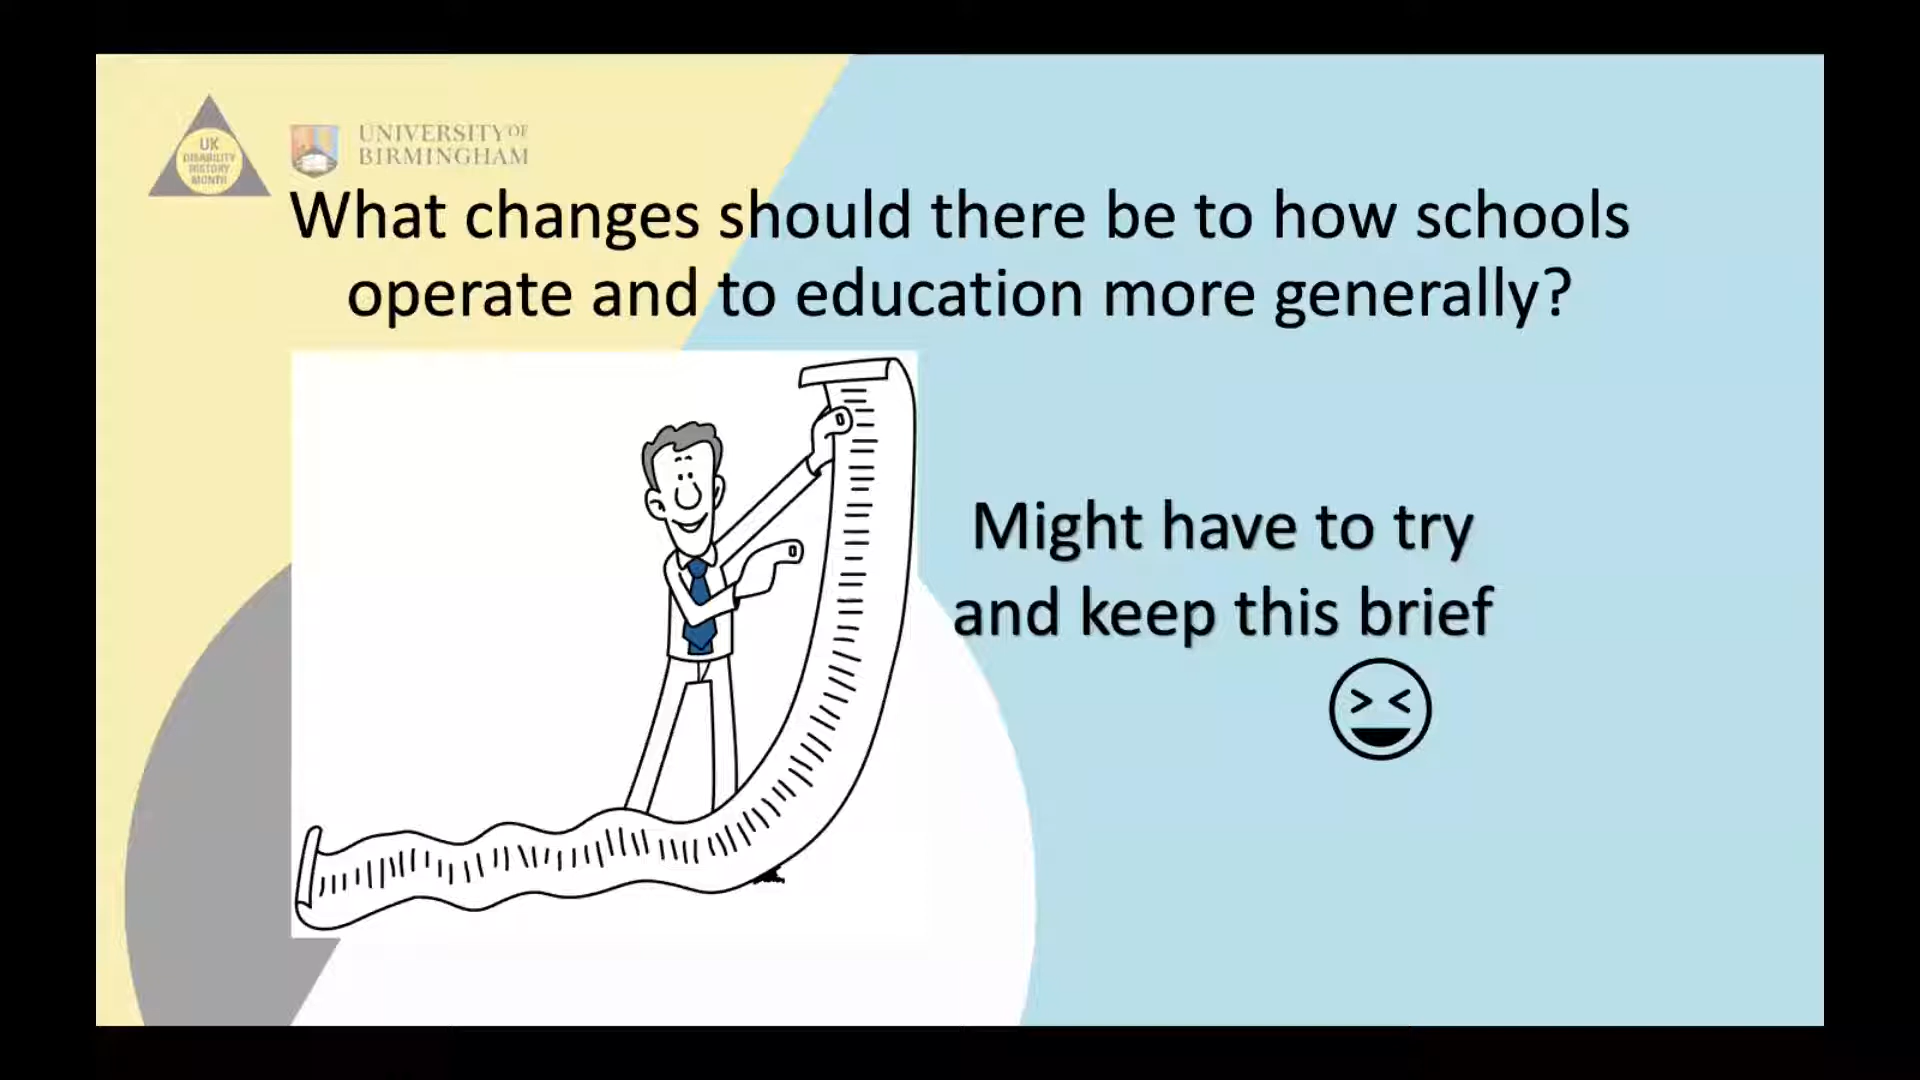 UK
DISABILITY
HISTORY
MONTH
UNIVERSITY OF
BIRMINGHAM
What changes should there be to how schools
operate and to education more generally?
Might have to try
and keep this brief